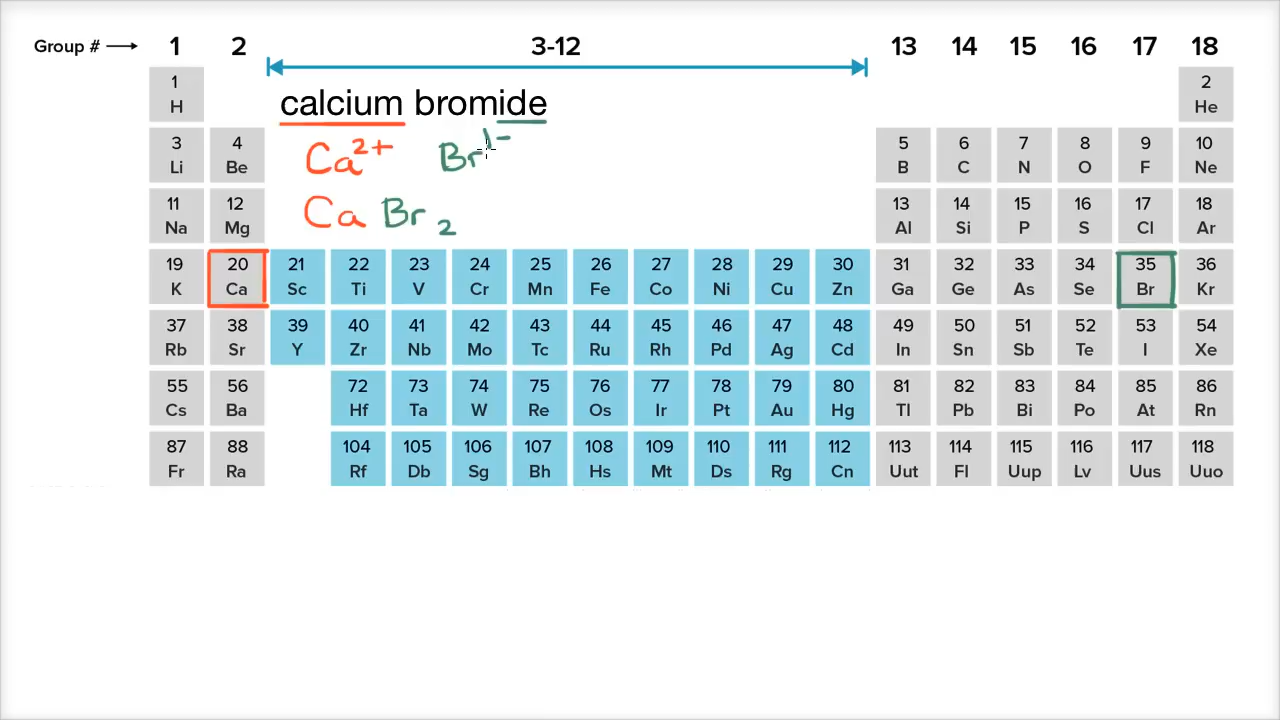 Group # → 1 2 3-12 13 14 15 16 17 18
1 2
H He
calcium bromide
3 4 5 6 7 8 9 10
Li Be B C N O F Ne
Ca²⁺ Br¹⁻
11 12 13 14 15 16 17 18
Na Mg Al Si P S Cl Ar
Ca Br₂
19 20 21 22 23 24 25 26 27 28 29 30 31 32 33 34 35 36
K Ca Sc Ti V Cr Mn Fe Co Ni Cu Zn Ga Ge As Se Br Kr
37 38 39 40 41 42 43 44 45 46 47 48 49 50 51 52 53 54
Rb Sr Y Zr Nb Mo Tc Ru Rh Pd Ag Cd In Sn Sb Te I Xe
55 56 72 73 74 75 76 77 78 79 80 81 82 83 84 85 86
Cs Ba Hf Ta W Re Os Ir Pt Au Hg Tl Pb Bi Po At Rn
87 88 104 105 106 107 108 109 110 111 112 113 114 115 116 117 118
Fr Ra Rf Db Sg Bh Hs Mt Ds Rg Cn Uut Fl Uup Lv Uus Uuo